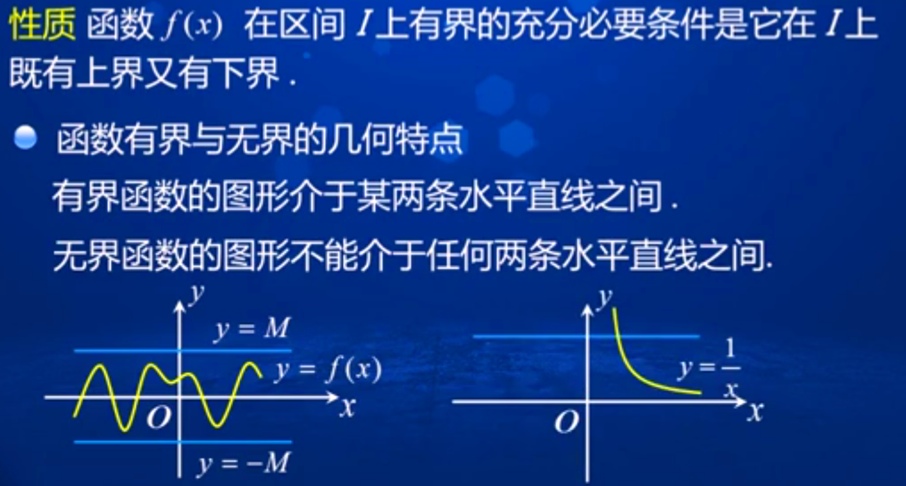 性质 函数 f(x) 在区间 I 上有界的充分必要条件是它在 I 上
既有上界又有下界 .
函数有界与无界的几何特点
有界函数的图形介于某两条水平直线之间 .
无界函数的图形不能介于任何两条水平直线之间.
y
y = M
y = f(x)
O
x
y = −M
y
y = 1/x
O
x